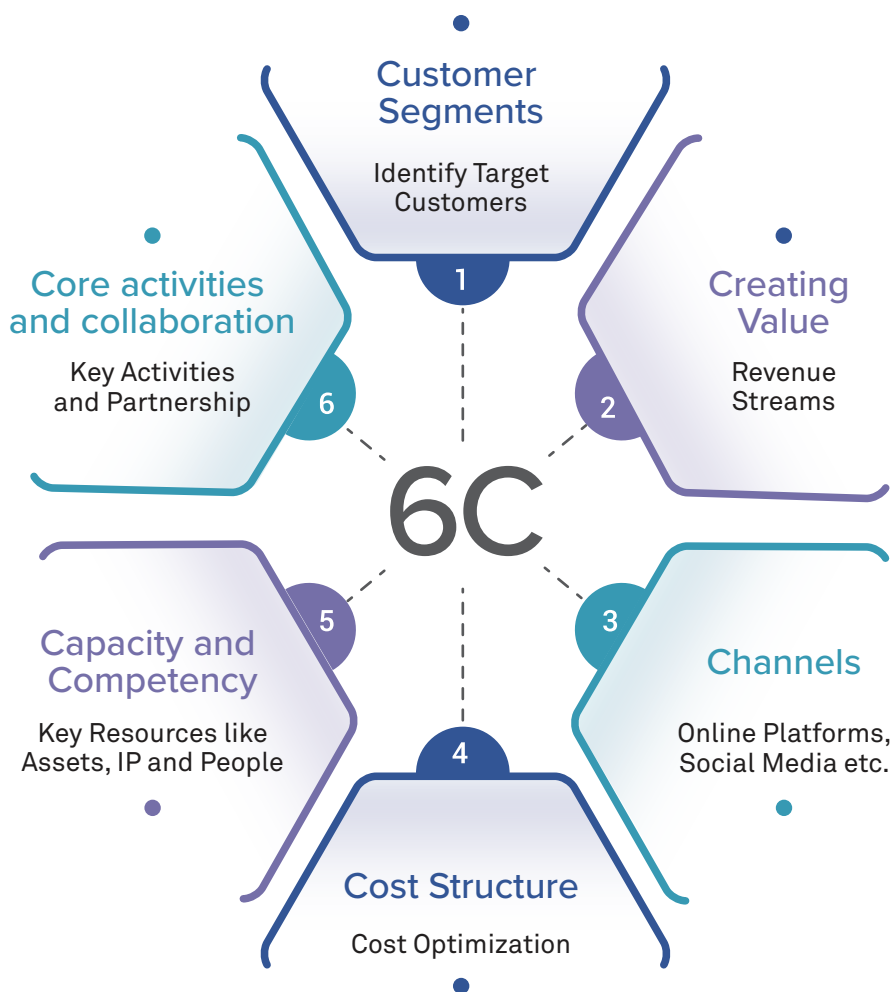 Customer
Segments
Identify Target
Customers
1
Creating
Value
Revenue
Streams
2
Channels
Online Platforms,
Social Media etc.
3
4
Cost Structure
Cost Optimization
Capacity and
Competency
Key Resources like
Assets, IP and People
5
Core activities
and collaboration
Key Activities
and Partnership
6
6C